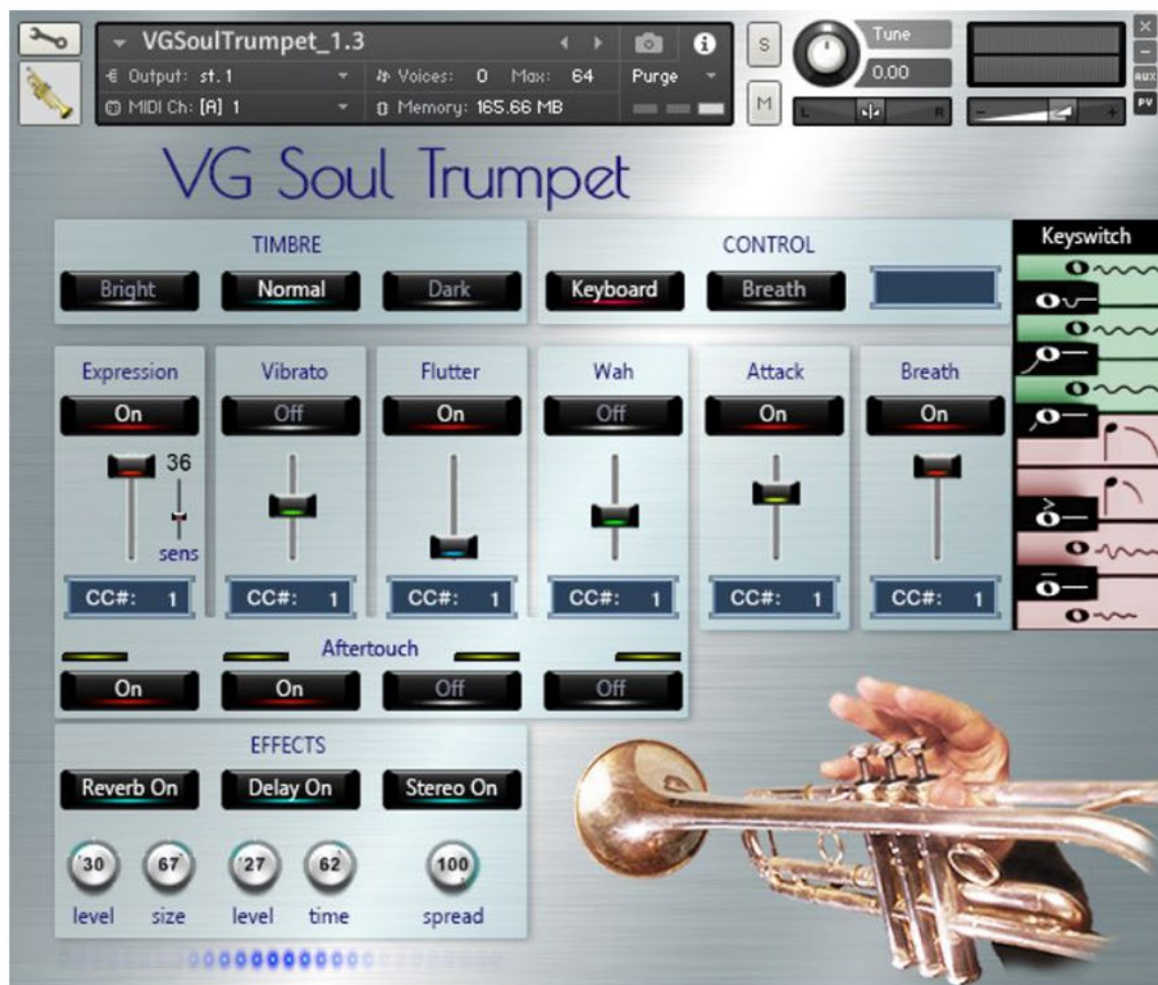 VGSoulTrumpet_1.3
S
Tune
Output: st. 1
Voices: 0 Max: 64
Purge
0.00
MIDI Ch: [A] 1
Memory: 165.66 MB
M
L
R
- +
×
-
AUX
PV
VG Soul Trumpet
TIMBRE
CONTROL
Keyswitch
Bright
Normal
Dark
Keyboard
Breath
Expression
Vibrato
Flutter
Wah
Attack
Breath
On
Off
On
Off
On
On
36
sens
CC#: 1
CC#: 1
CC#: 1
CC#: 1
CC#: 1
CC#: 1
Aftertouch
On
On
Off
Off
EFFECTS
Reverb On
Delay On
Stereo On
30
67
27
62
100
level
size
level
time
spread